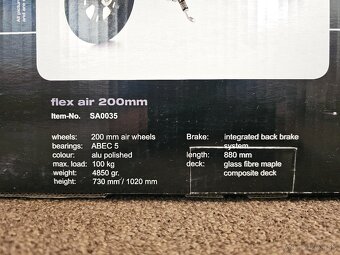 flex air 200mm
Item-No. SA0035
wheels: 200 mm air wheels
bearings: ABEC 5
colour: alu polished
max. load: 100 kg
weight: 4850 gr.
height: 730 mm / 1020 mm
Brake: integrated back brake
system
length: 880 mm
deck: glass fibre maple
composite deck